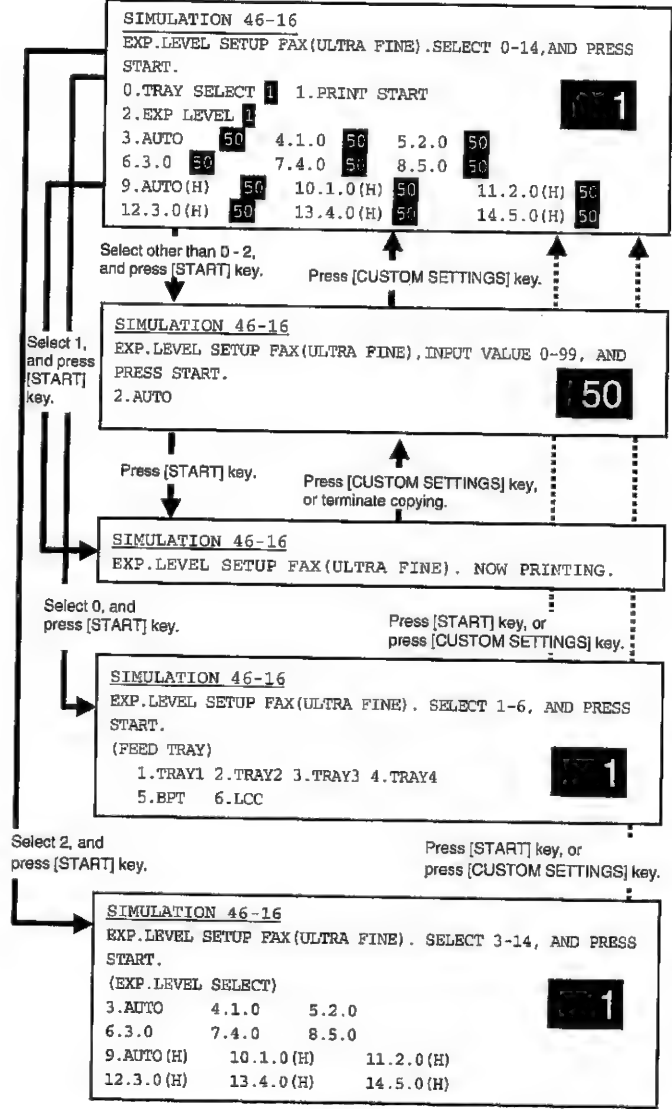 SIMULATION 46-16
EXP.LEVEL SETUP FAX(ULTRA FINE).SELECT 0-14,AND PRESS
START.
0.TRAY SELECT 1 1.PRINT START
1
2.EXP LEVEL 1
3.AUTO 50 4.1.0 50 5.2.0 50
6.3.0 50 7.4.0 50 8.5.0 50
9.AUTO(H) 50 10.1.0(H) 50 11.2.0(H) 50
12.3.0(H) 50 13.4.0(H) 50 14.5.0(H) 50
Select other than 0 - 2,
and press [START] key.
Press [CUSTOM SETTINGS] key.
Select 1,
and press
[START]
key.
SIMULATION 46-16
EXP.LEVEL SETUP FAX(ULTRA FINE),INPUT VALUE 0~99, AND
PRESS START.
2.AUTO
50
Press [START] key.
Press [CUSTOM SETTINGS] key,
or terminate copying.
SIMULATION 46-16
EXP.LEVEL SETUP FAX(ULTRA FINE). NOW PRINTING.
Select 0, and
press [START] key.
Press [START] key, or
press [CUSTOM SETTINGS] key.
SIMULATION 46-16
EXP.LEVEL SETUP FAX(ULTRA FINE). SELECT 1-6, AND PRESS
START.
(FEED TRAY)
1
1.TRAY1 2.TRAY2 3.TRAY3 4.TRAY4
5.BPT 6.LCC
Select 2, and
press [START] key.
Press [START] key, or
press [CUSTOM SETTINGS] key.
SIMULATION 46-16
EXP.LEVEL SETUP FAX(ULTRA FINE). SELECT 3-14, AND PRESS
START.
(EXP.LEVEL SELECT)
1
3.AUTO 4.1.0 5.2.0
6.3.0 7.4.0 8.5.0
9.AUTO(H) 10.1.0(H) 11.2.0(H)
12.3.0(H) 13.4.0(H) 14.5.0(H)